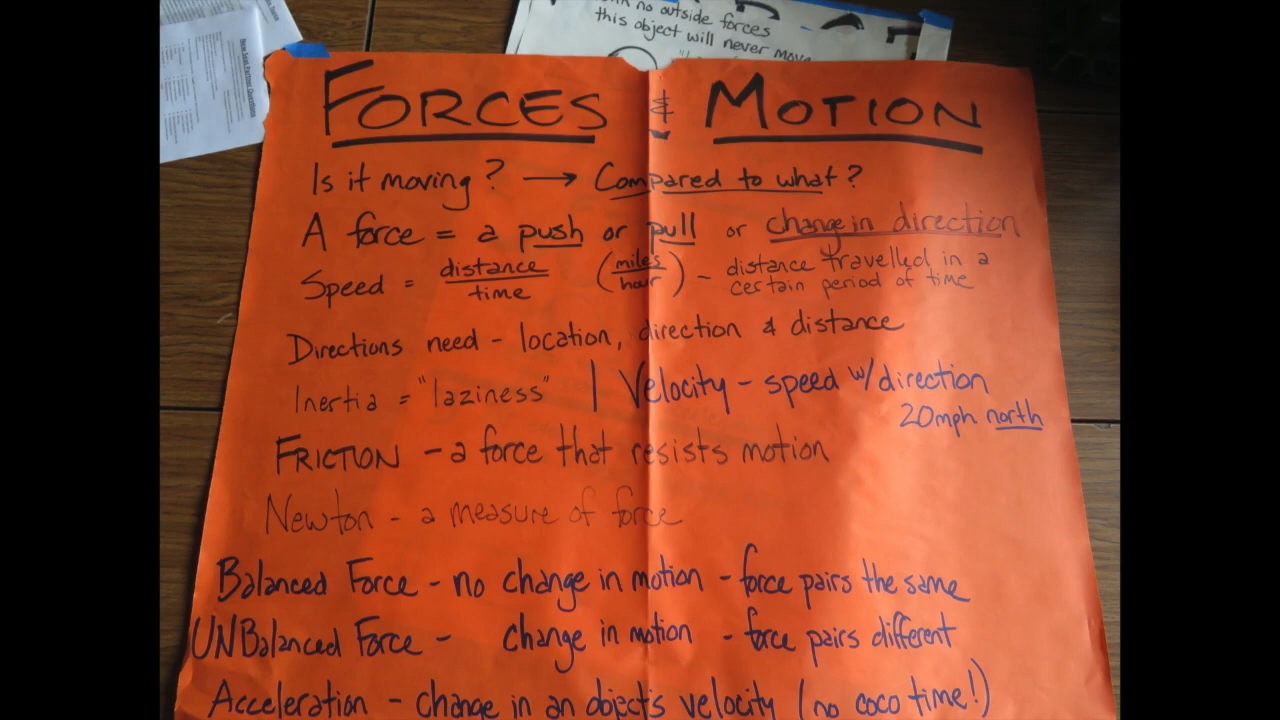 no outside forces
this object will never move
FORCES & MOTION
Is it moving? → Compared to what?
A force = a push or pull or change in direction
Speed = distance/time (miles/hour) - distance travelled in a certain period of time
Directions need - location, direction & distance
Inertia = "laziness" | Velocity - speed w/direction
20mph north
FRICTION - a force that resists motion
Newton - a measure of force
Balanced Force - no change in motion - force pairs the same
UNBalanced Force - change in motion - force pairs different
Acceleration - change in an object's velocity (no coco time!)